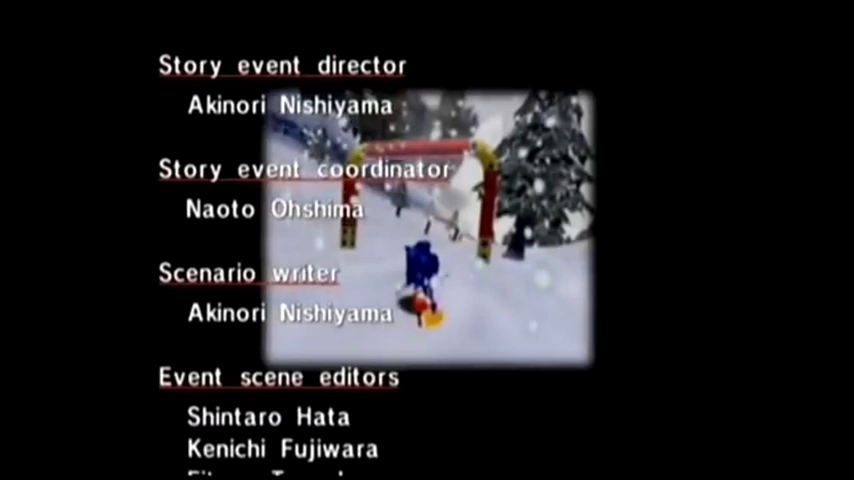 Story event director
Akinori Nishiyama
Story event coordinator
Naoto Ohshima
Scenario writer
Akinori Nishiyama
Event scene editors
Shintaro Hata
Kenichi Fujiwara